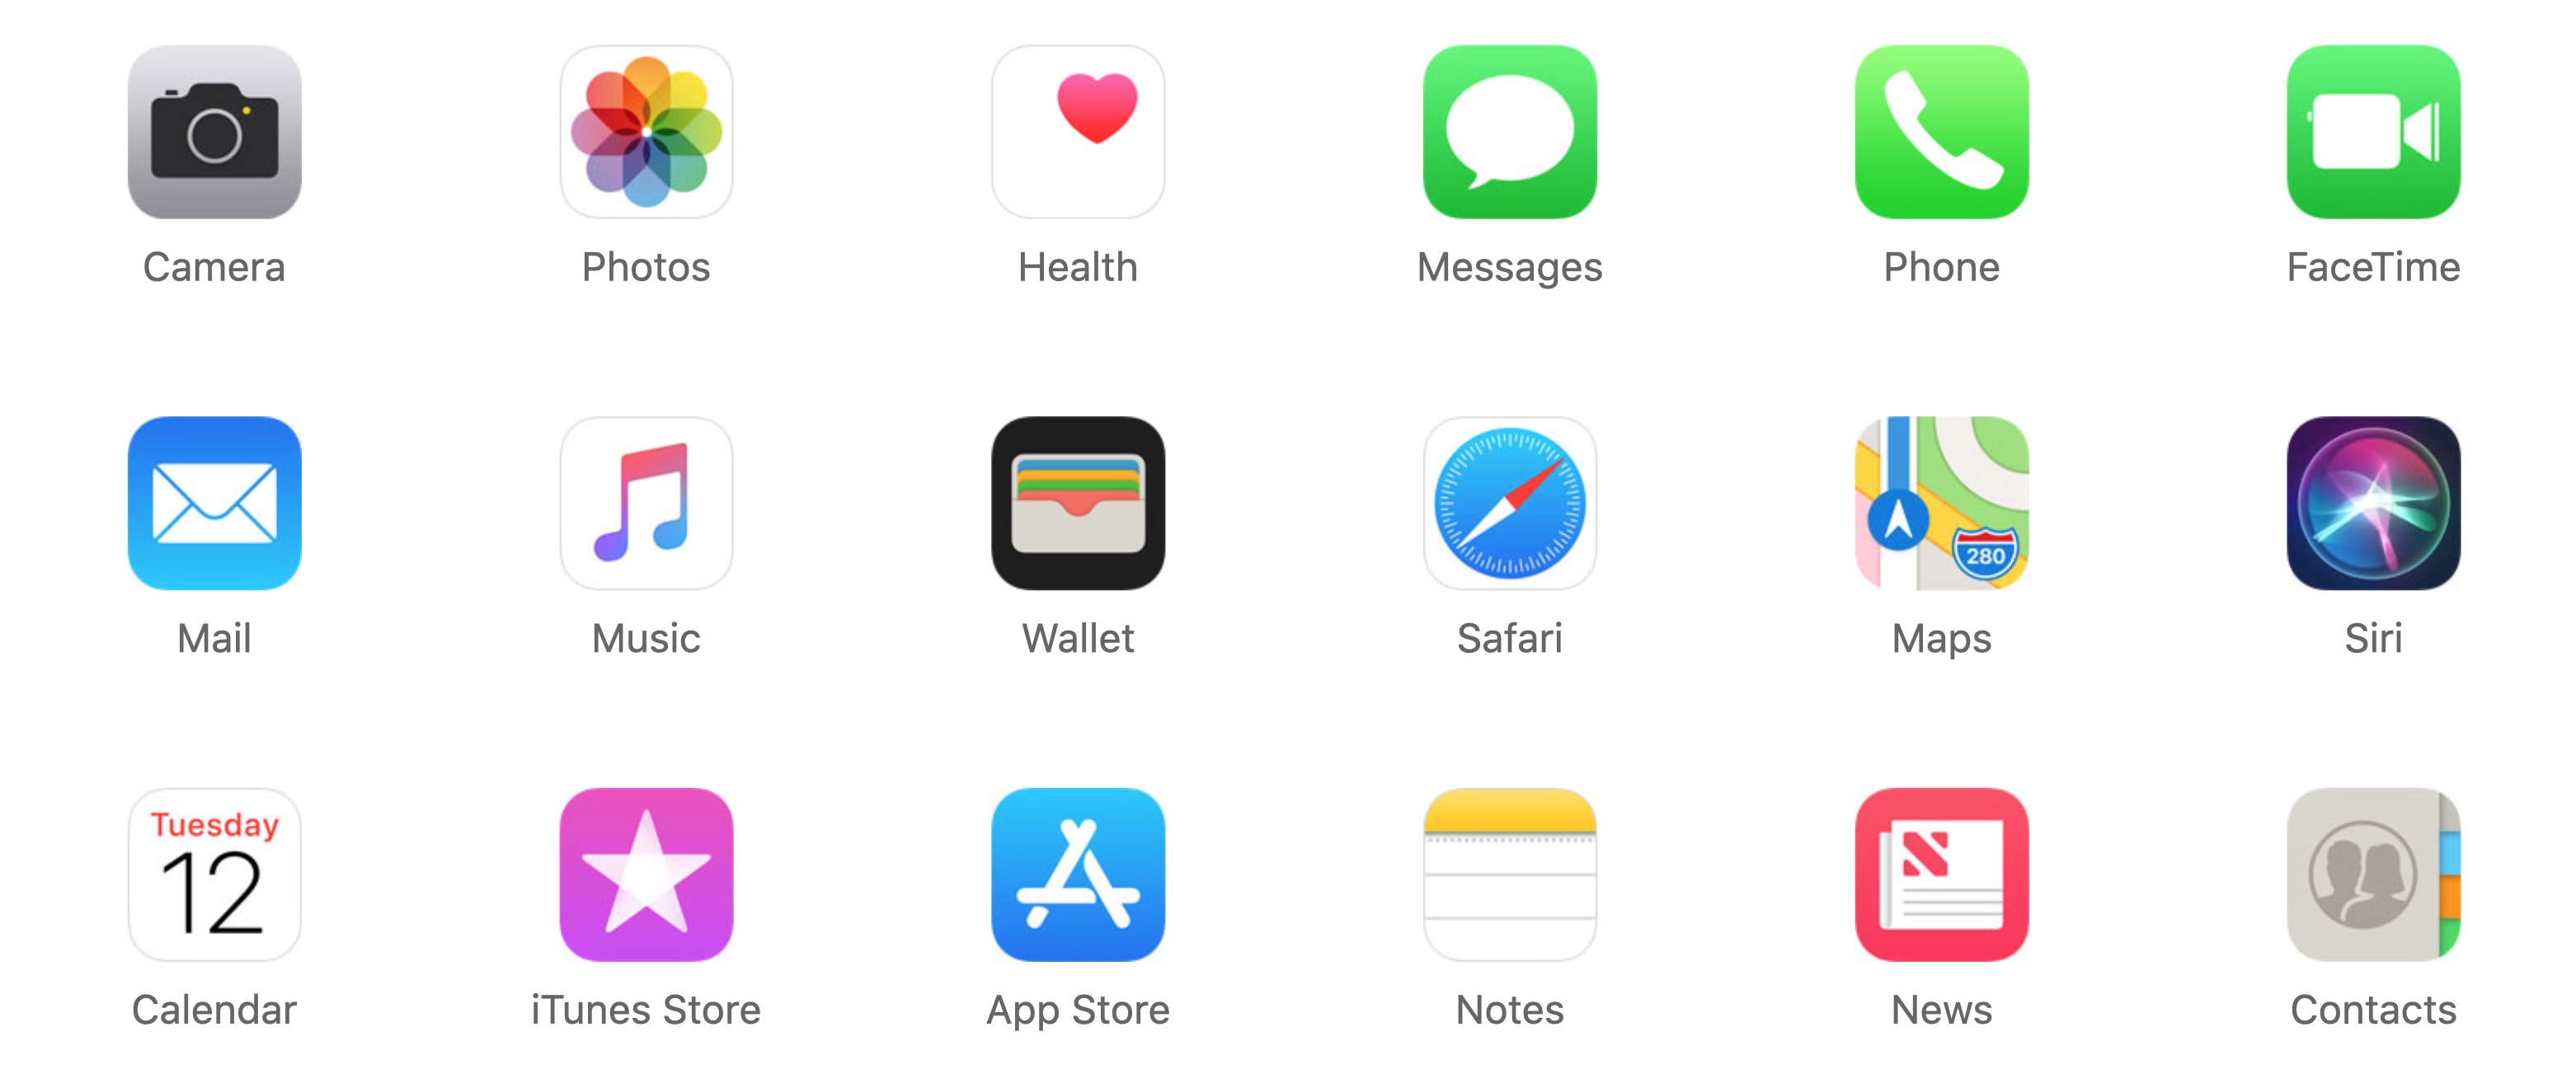 Camera
Photos
Health
Messages
Phone
FaceTime
280
Mail
Music
Wallet
Safari
Maps
Siri
Tuesday
12
Calendar
iTunes Store
App Store
Notes
News
Contacts